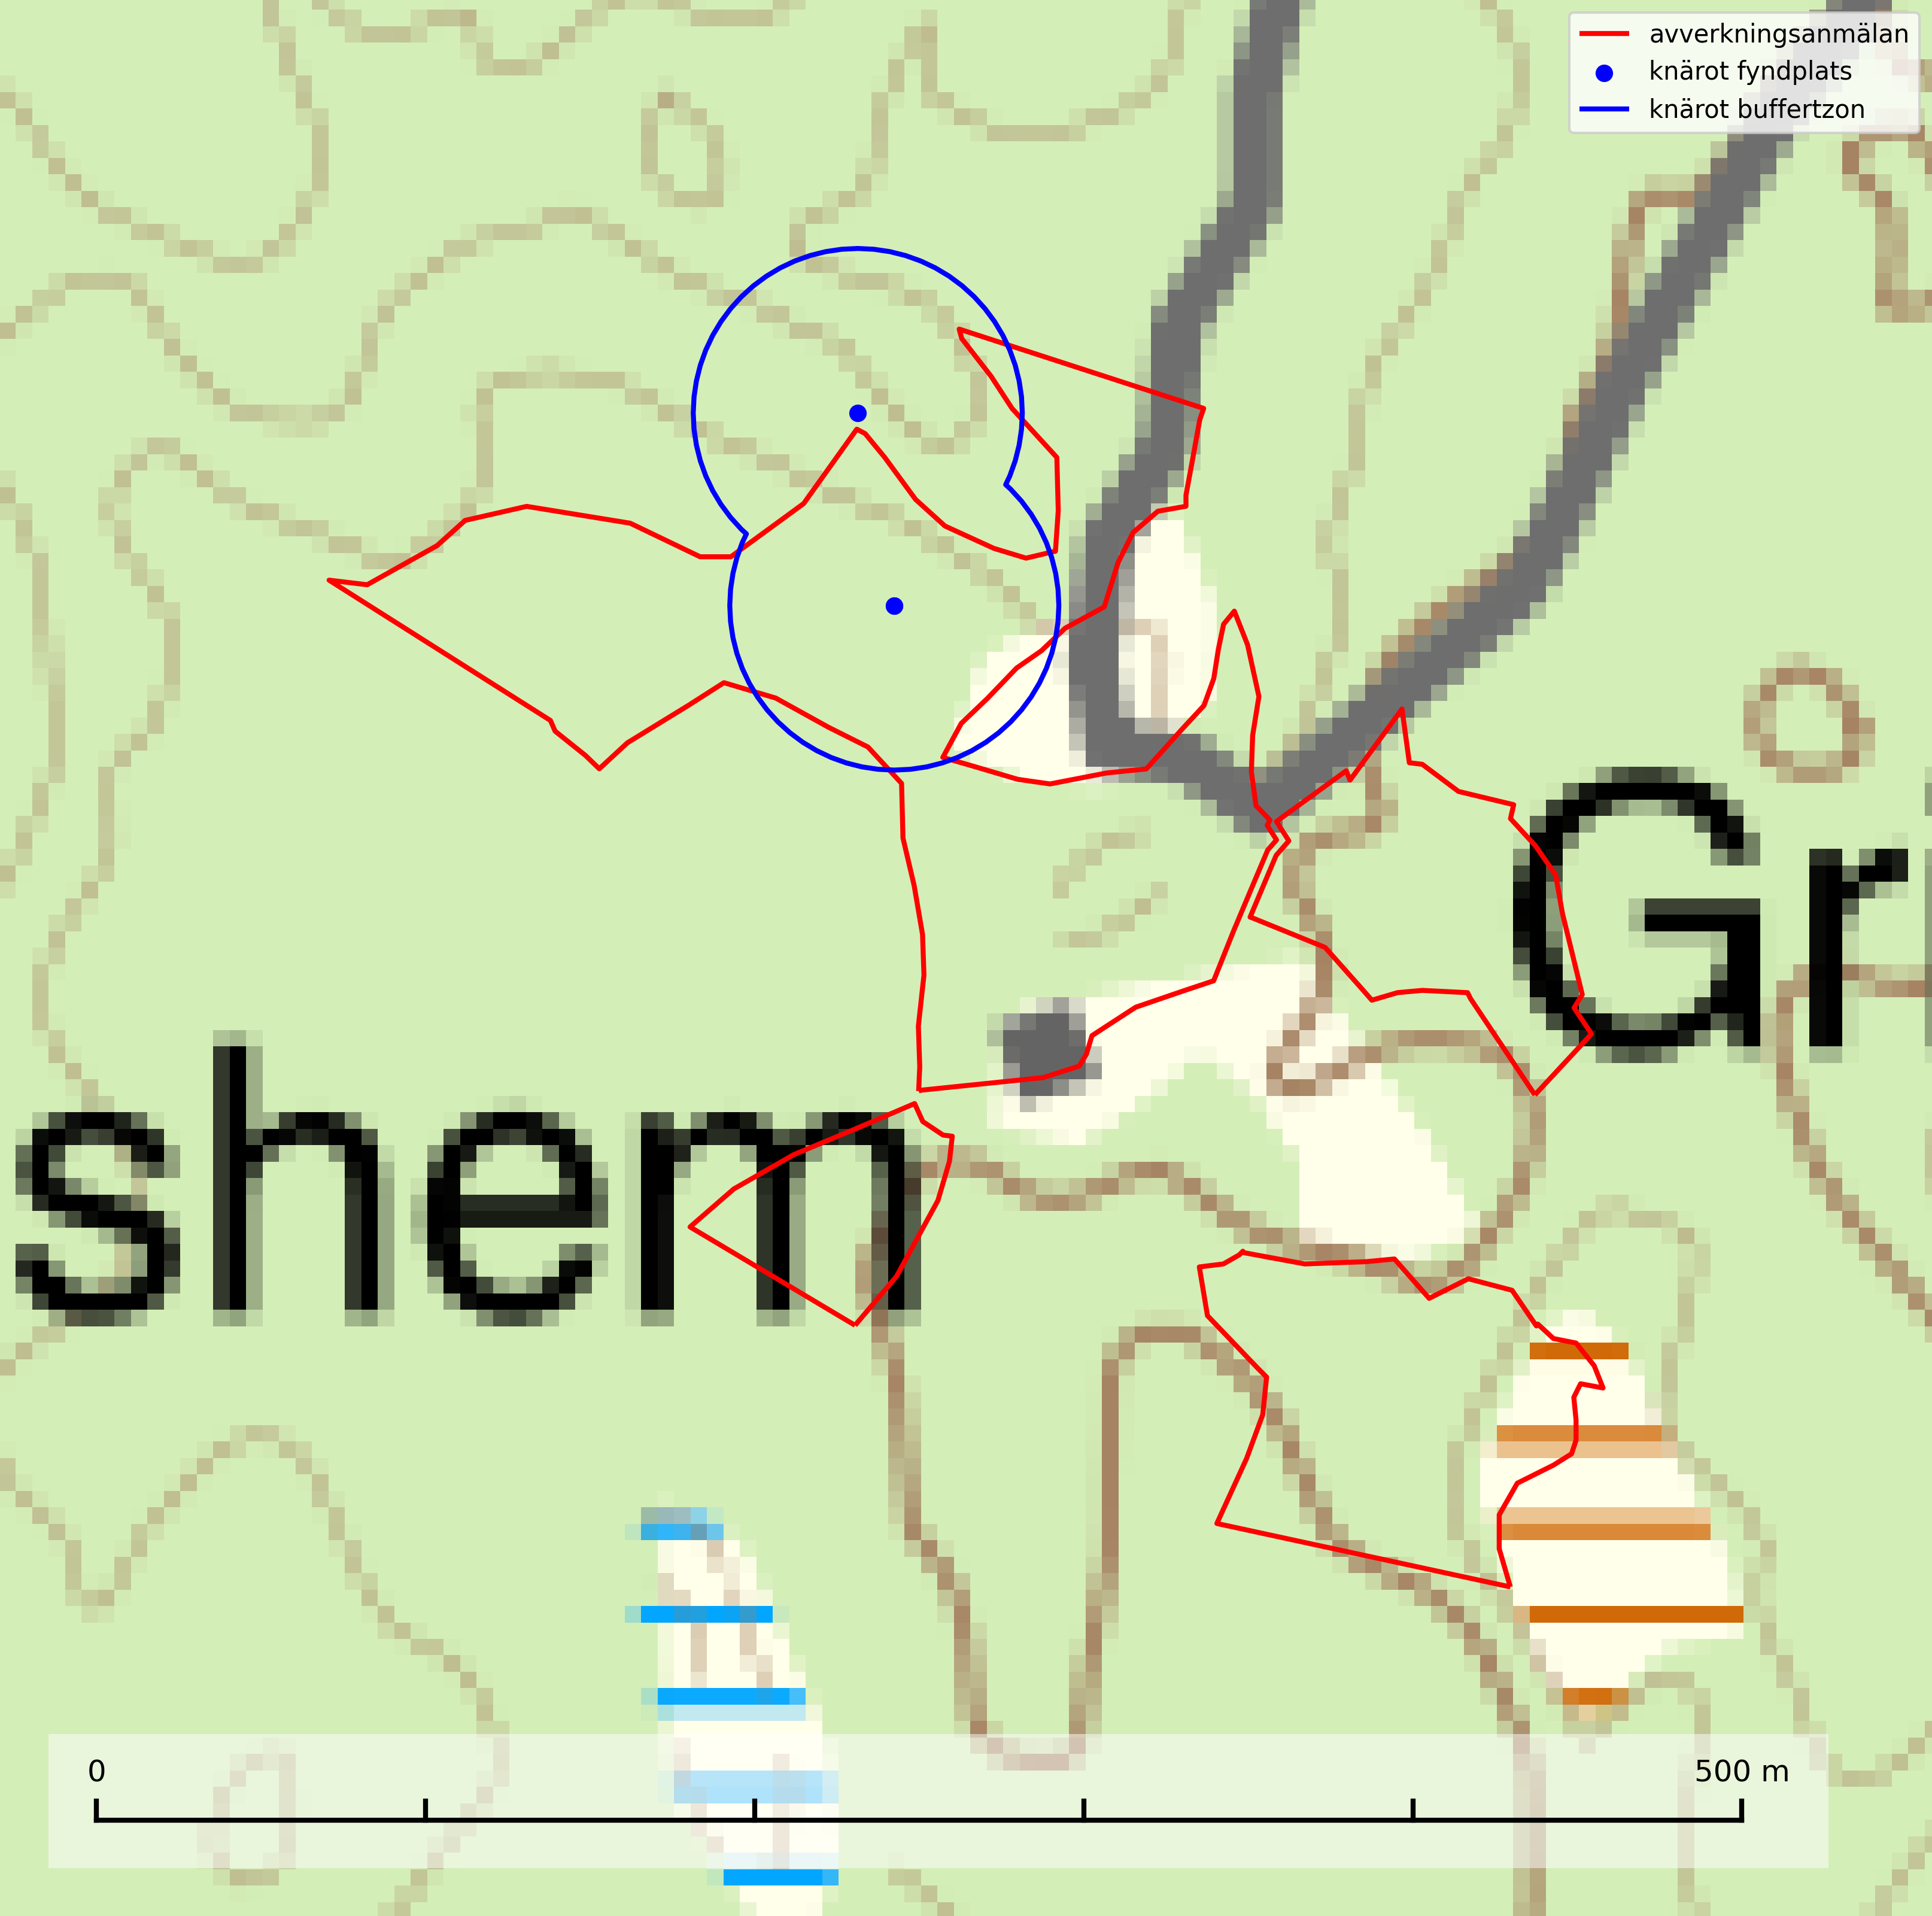 avverkningsanmälan
knärot fyndplats
knärot buffertzon
Gr
shem
0 500 m